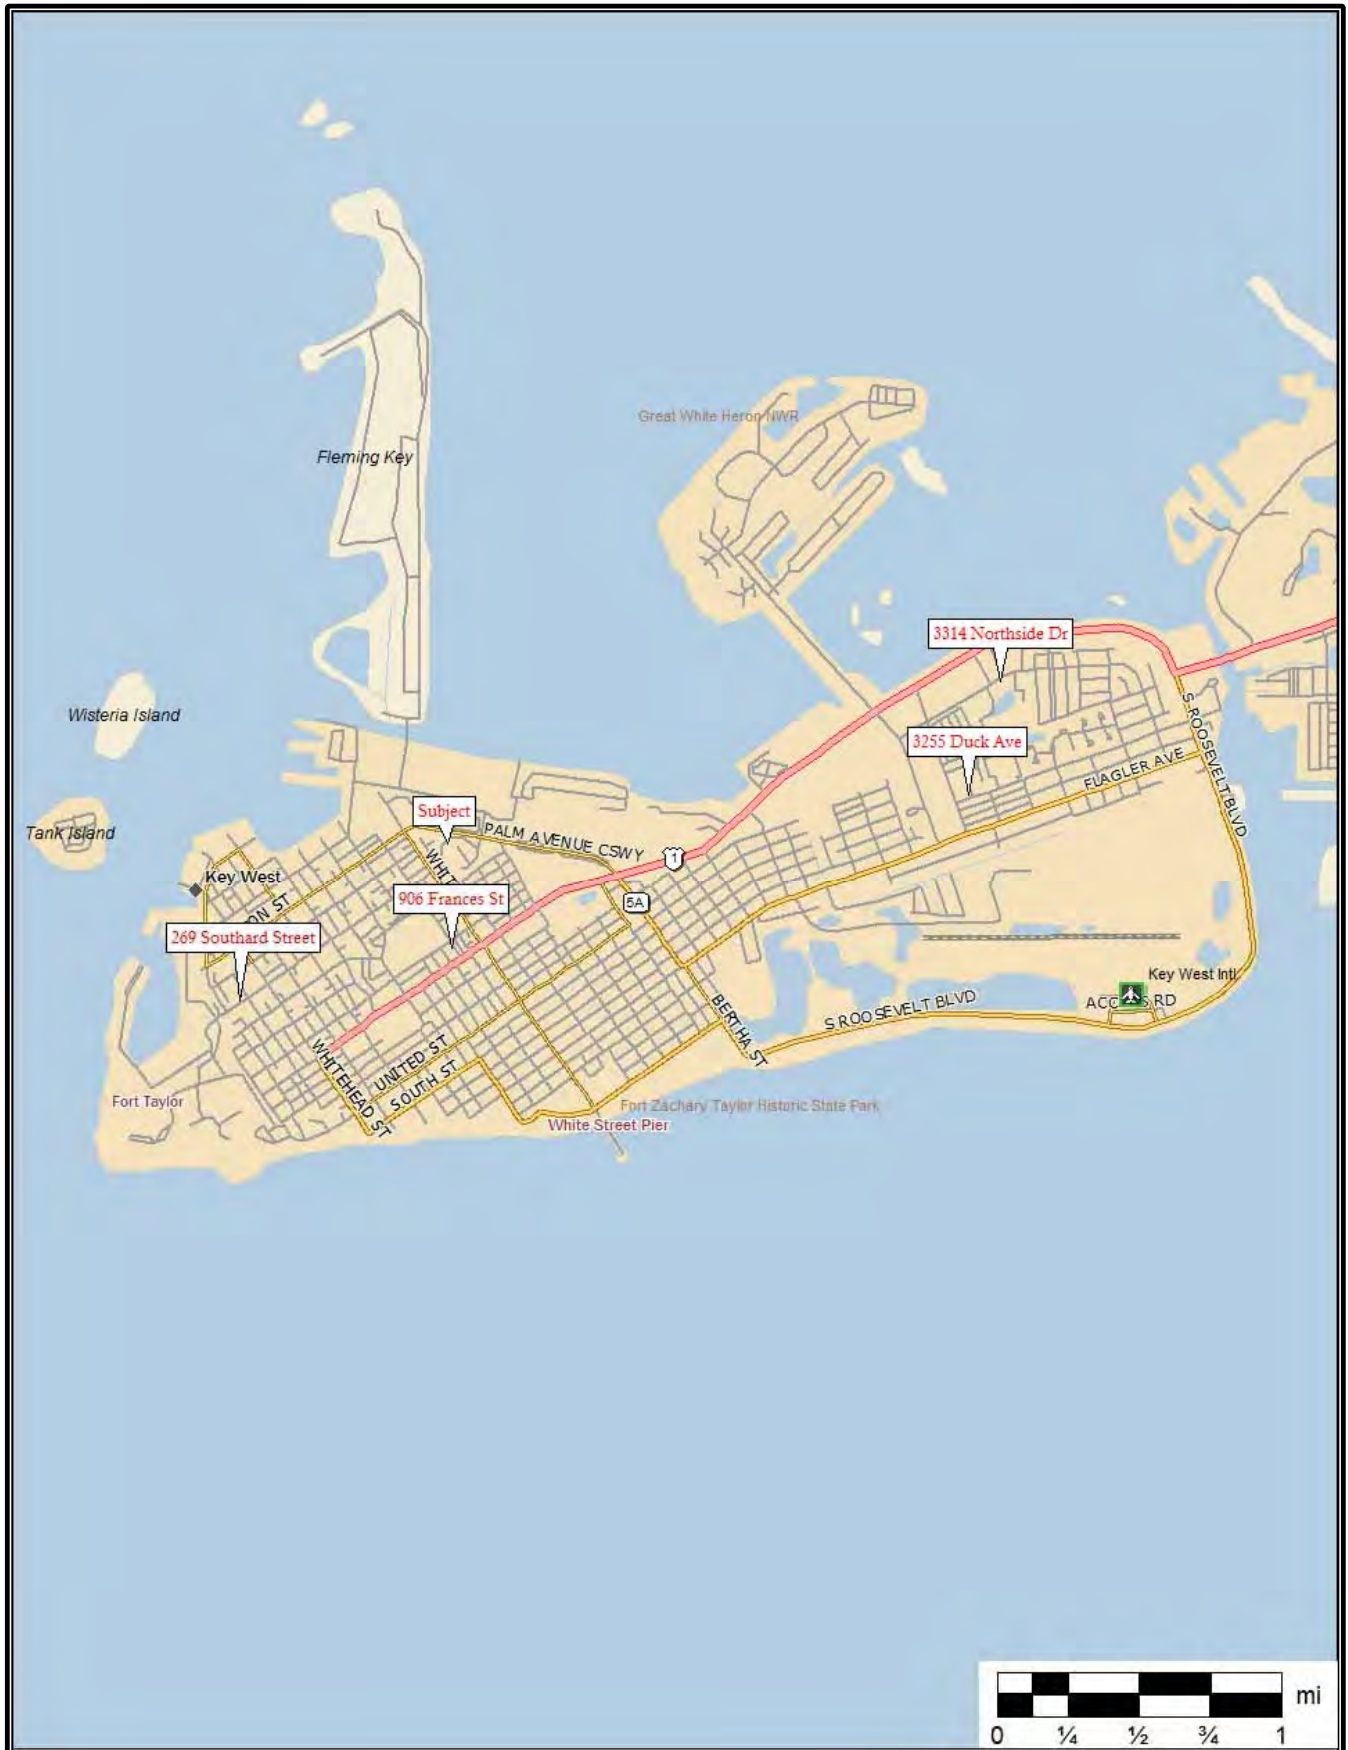 Great White Heron NWR
Fleming Key
3314 Northside Dr
Wisteria Island
S ROOSEVELT BLVD
3255 Duck Ave
FLAGLER AVE
Subject
Tank Island
PALM AVENUE CSWY
1
Key West
906 Frances St
5A
269 Southard Street
Key West Intl
S ROOSEVELT BLVD
BERTHA ST
UNITED ST
SOUTH ST
WHITEHEAD ST
Fort Taylor
Fort Zachary Taylor Historic State Park
White Street Pier
mi
0 ¼ ½ ¾ 1